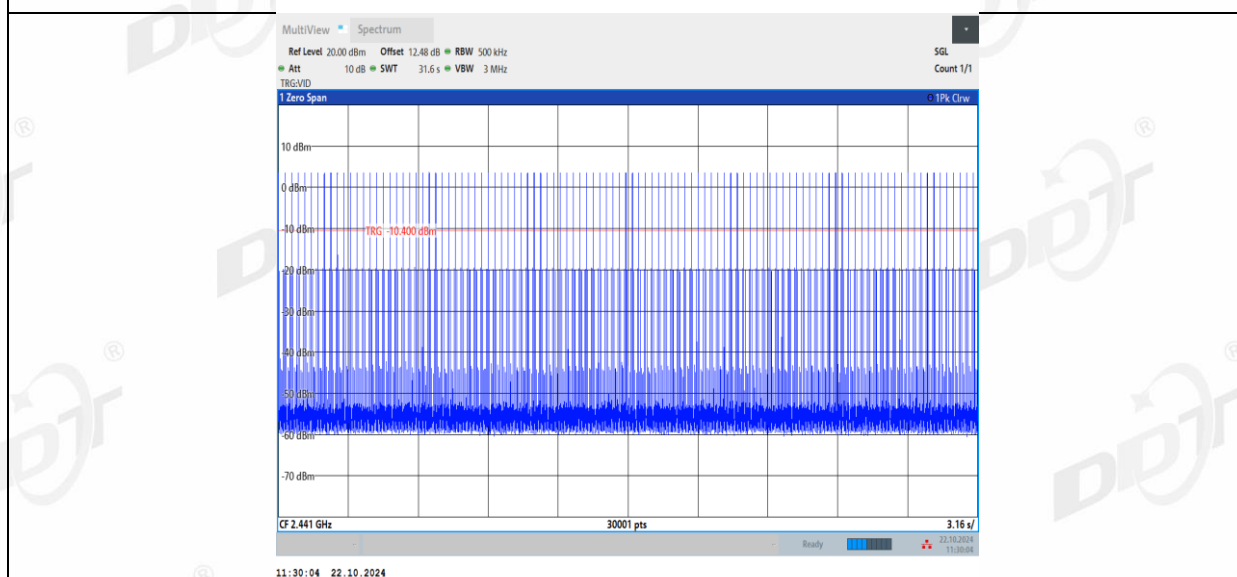 MultiView Spectrum
Ref Level 20.00 dBm Offset 12.48 dB RBW 500 kHz SGL
Att 10 dB SWT 31.6 s VBW 3 MHz Count 1/1
TRG:VID
1 Zero Span 1Pk Clrw
10 dBm
0 dBm
-10 dBm
TRG -10.400 dBm
-20 dBm
-30 dBm
-40 dBm
-50 dBm
-60 dBm
-70 dBm
CF 2.441 GHz 30001 pts 3.16 s/
Ready 22.10.2024
11:30:04
11:30:04 22.10.2024
DDT ®
DDT ®
DDT ®
DDT ®